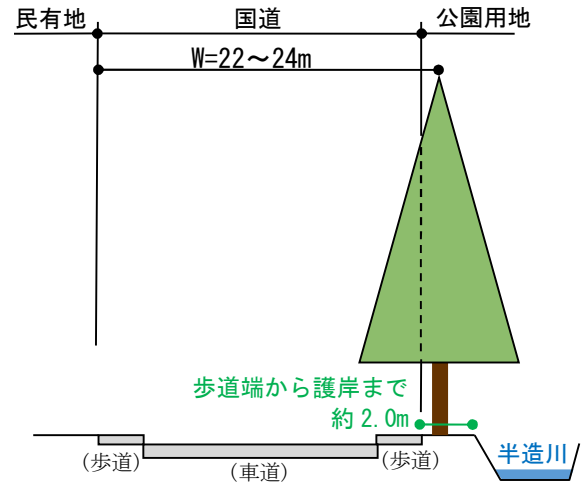 民有地
国道
公園用地
W=22～24m
歩道端から護岸まで
約2.0m
半造川
(歩道)
(車道)
(歩道)